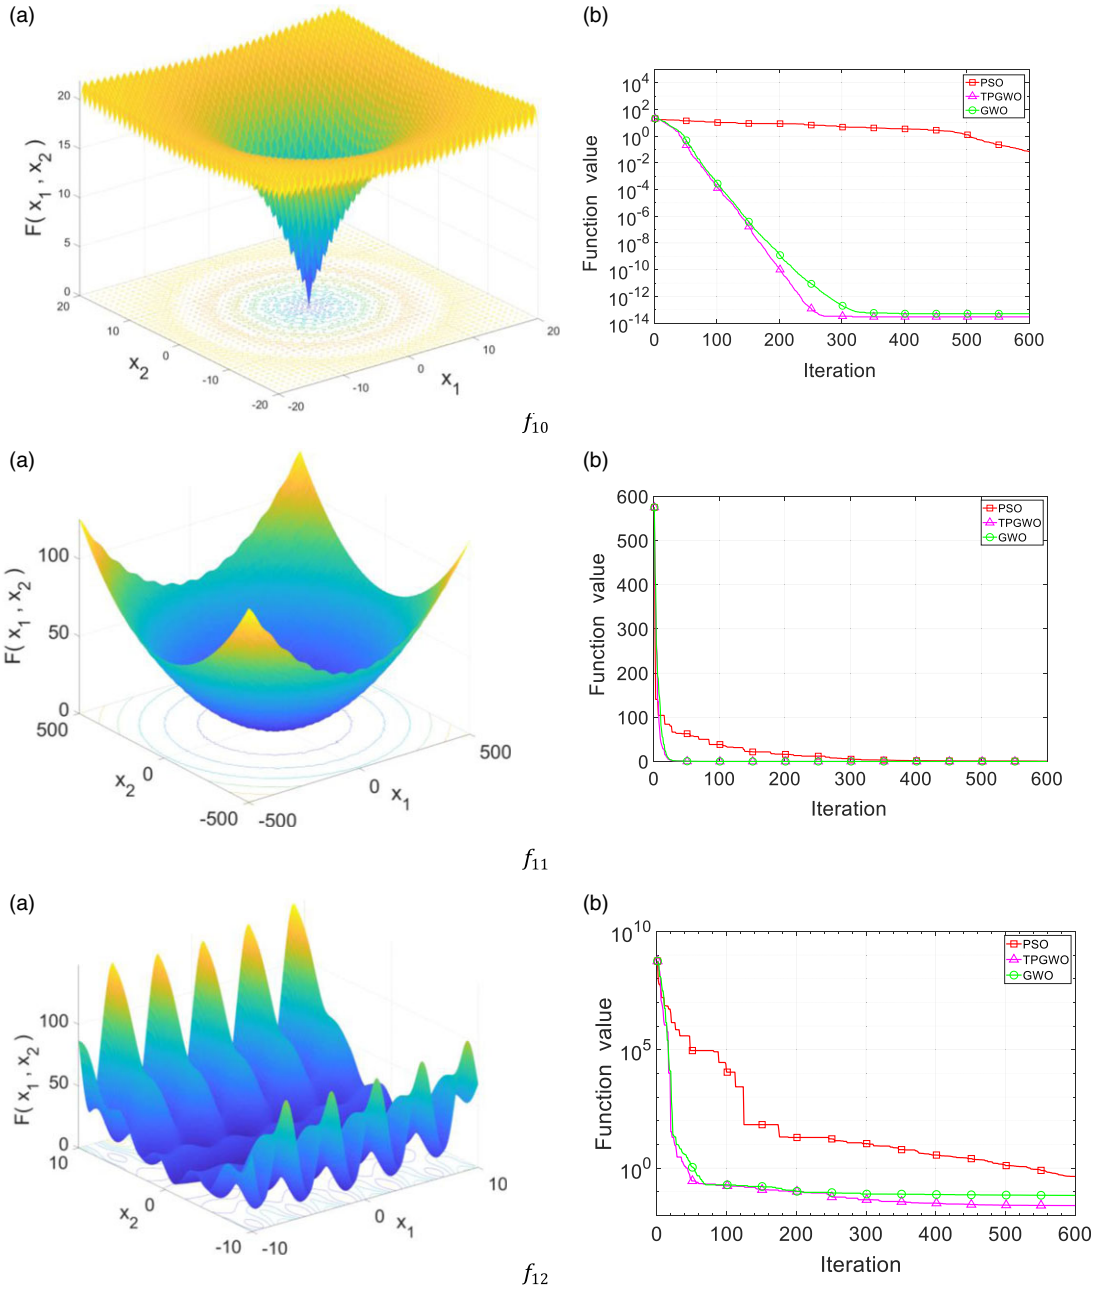 (a)
F( x1 , x2 )
20
15
10
5
0
20
10
0
-10
-20
x2
-20
-10
0
10
20
x1
(b)
Function value
10^4
10^2
10^0
10^-2
10^-4
10^-6
10^-8
10^-10
10^-12
10^-14
0 100 200 300 400 500 600
Iteration
PSO
TPGWO
GWO
f10
(a)
F( x1 , x2 )
100
50
0
500
0
-500
x2
-500
0
500
x1
(b)
Function value
600
500
400
300
200
100
0
0 100 200 300 400 500 600
Iteration
PSO
TPGWO
GWO
f11
(a)
F( x1 , x2 )
100
50
0
10
0
-10
x2
-10
0
10
x1
(b)
Function value
10^10
10^5
10^0
0 100 200 300 400 500 600
Iteration
PSO
TPGWO
GWO
f12